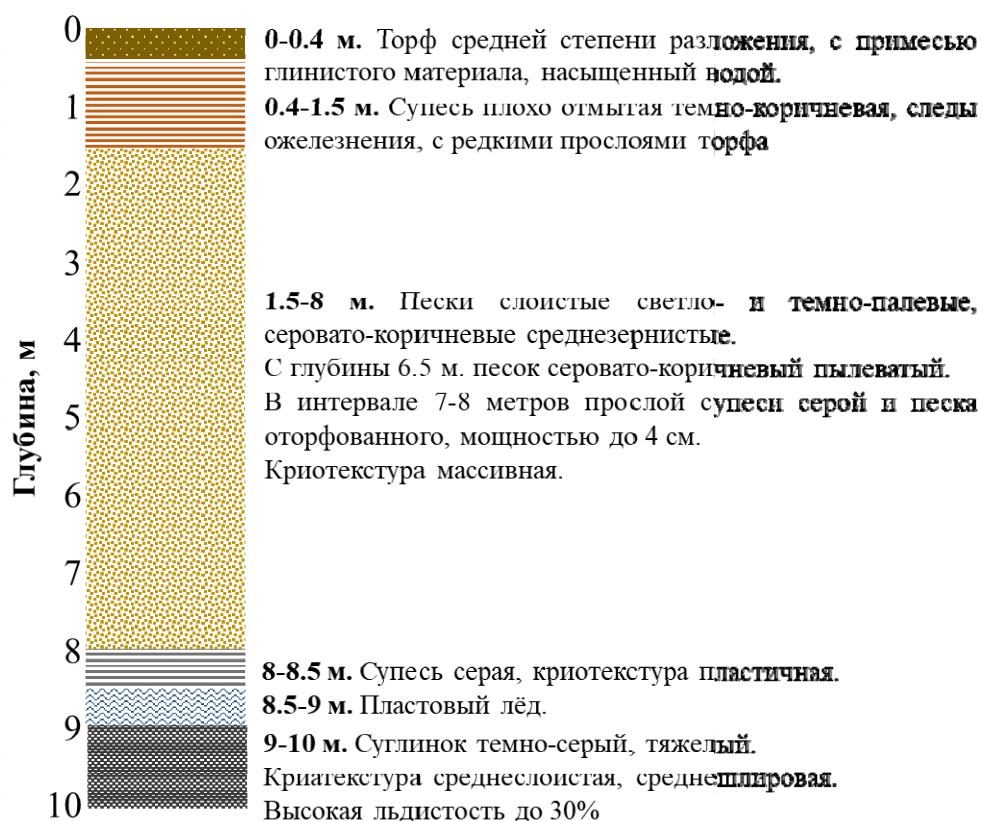 0
1
2
3
4
5
6
7
8
9
10
Глубина, м
0-0.4 м. Торф средней степени разложения, с примесью
глинистого материала, насыщенный водой.
0.4-1.5 м. Супесь плохо отмытая темно-коричневая, следы
ожелезнения, с редкими прослоями торфа
1.5-8 м. Пески слоистые светло- и темно-палевые,
серовато-коричневые среднезернистые.
С глубины 6.5 м. песок серовато-коричневый пылеватый.
В интервале 7-8 метров прослой супеси серой и песка
оторфованного, мощностью до 4 см.
Криотекстура массивная.
8-8.5 м. Супесь серая, криотекстура пластичная.
8.5-9 м. Пластовый лёд.
9-10 м. Суглинок темно-серый, тяжелый.
Криатекстура среднеслоистая, среднешлировая.
Высокая льдистость до 30%